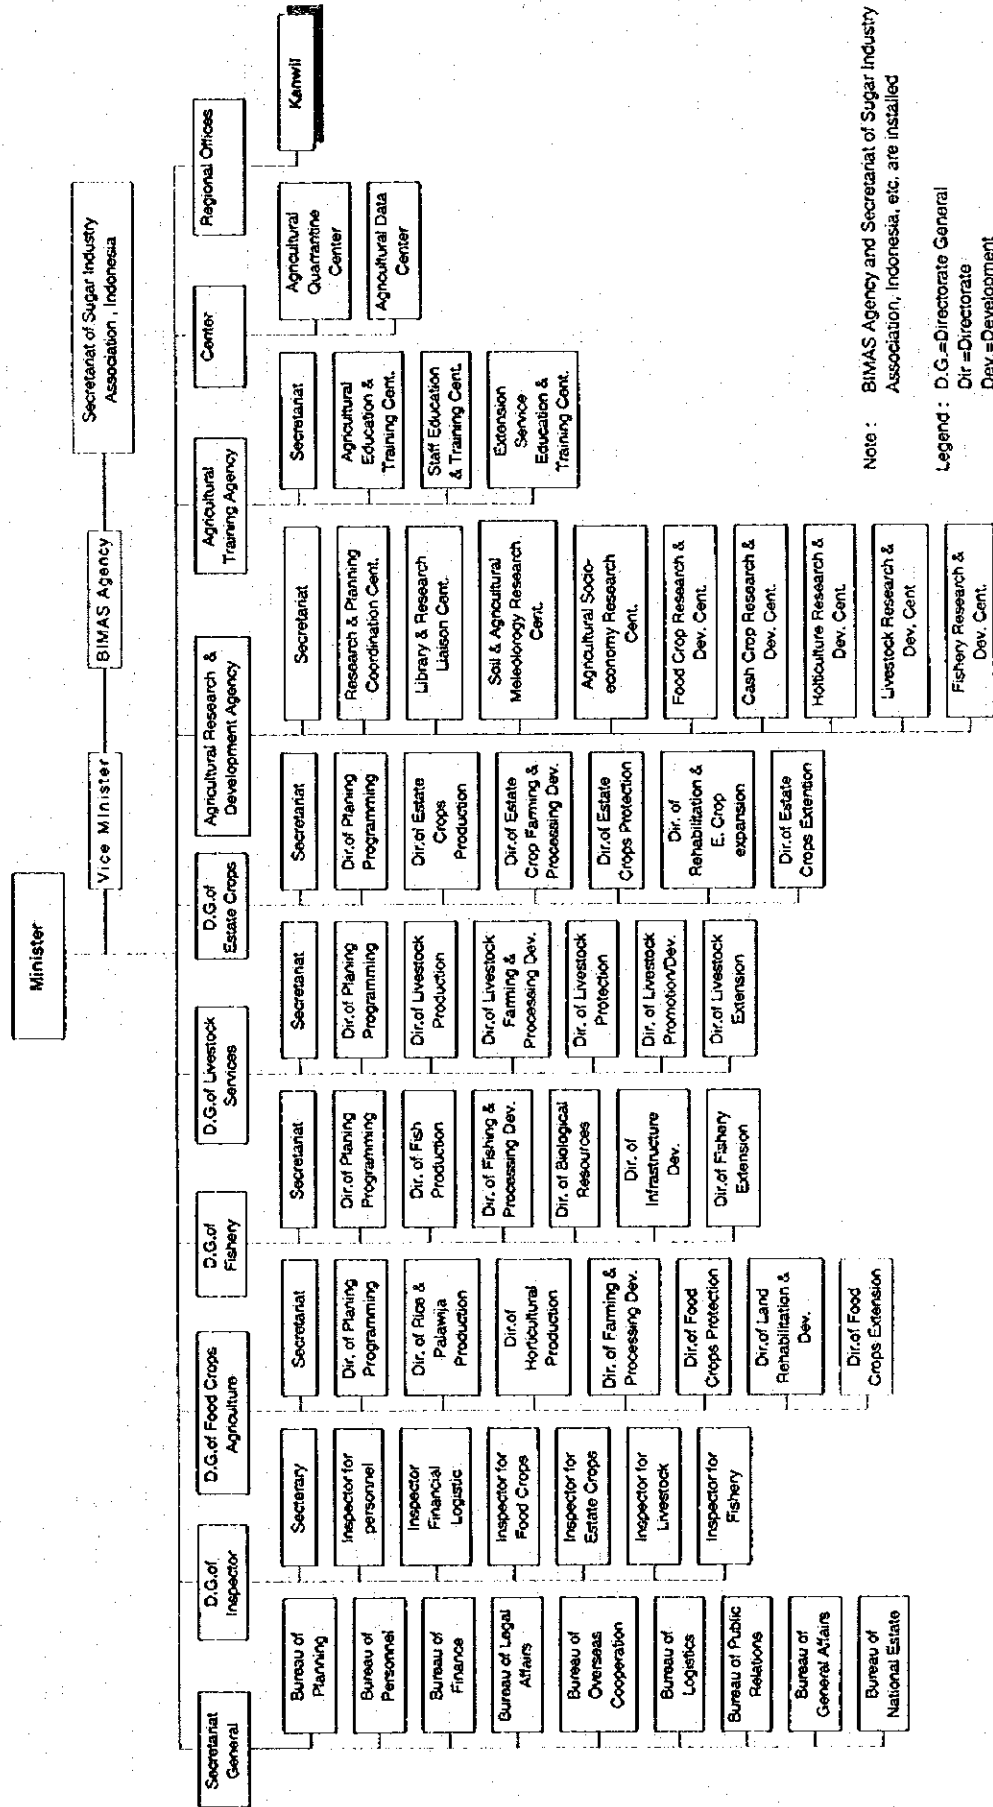 Minister
Vice Minister
BIMAS Agency
Secretariat of Sugar Industry
Association , Indonesia
Secretariat
General
D.G.of
Inspector
D.G.of Food Crops
Agriculture
D.G.of
Fishery
D.G.of Livestock
Services
D.G.of
Estate Crops
Agricultural Research &
Development Agency
Agricultural
Training Agency
Center
Regional Offices
Bureau of
Planning
Bureau of
Personnel
Bureau of
Finance
Bureau of Legal
Affairs
Bureau of
Overseas
Cooperation
Bureau of
Logistics
Bureau of Public
Relations
Bureau of
General Affairs
Bureau of
National Estate
Secterary
Inspector for
personnel
Inspector
Financial
Logistic
Inspector for
Food Crops
Inspector for
Estate Crops
Inspector for
Livestock
Inspector for
Fishery
Secretariat
Dir. of Planing
Programming
Dir. of Rice &
Palawija
Production
Dir.of
Horticultural
Production
Dir. of Farming &
Processing Dev.
Dir.of Food
Crops Protection
Dir.of Land
Rehabilitation &
Dev.
Dir.of Food
Crops Extension
Secretariat
Dir.of Planing
Programming
Dir. of Fish
Production
Dir. of Fishing &
Processing Dev.
Dir. of Biological
Resources
Dir. of
Infrastructure
Dev.
Dir.of Fishery
Extension
Secretariat
Dir.of Planing
Programming
Dir.of Livestock
Production
Dir.of Livestock
Farming &
Processing Dev.
Dir. of Livestock
Protection
Dir. of Livestock
Promotion/Dev.
Dir.of Livestock
Extension
Secretariat
Dir.of Planing
Programming
Dir.of Estate
Crops
Production
Dir.of Estate
Crop Farming &
Processing Dev.
Dir.of Estate
Crops Protection
Dir. of
Rehabilitation &
E. Crop
expansion
Dir.of Estate
Crops Extention
Secretariat
Research & Planning
Coordination Cent.
Library & Research
Liaison Cent.
Soil & Agricultural
Meleology Research
Cent.
Agricultural Socio-
economy Research
Cent.
Food Crop Research &
Dev. Cent.
Cash Crop Research &
Dev. Cent.
Holticulture Research &
Dev. Cent.
Livestock Research &
Dev. Cent
Fishery Research &
Dev. Cent.
Secretariat
Agricultural
Education &
Training Cent.
Staff Education
& Training Cent.
Extension
Service
Education &
Training Cent.
Agricultural
Quarrantine
Center
Agricultural Data
Center
Kanwil
Note : BIMAS Agency and Secretariat of Sugar Industry
Association, Indonesia, etc, are installed
Legend : D.G.=Directorate General
Dir =Directorate
Dev =Development